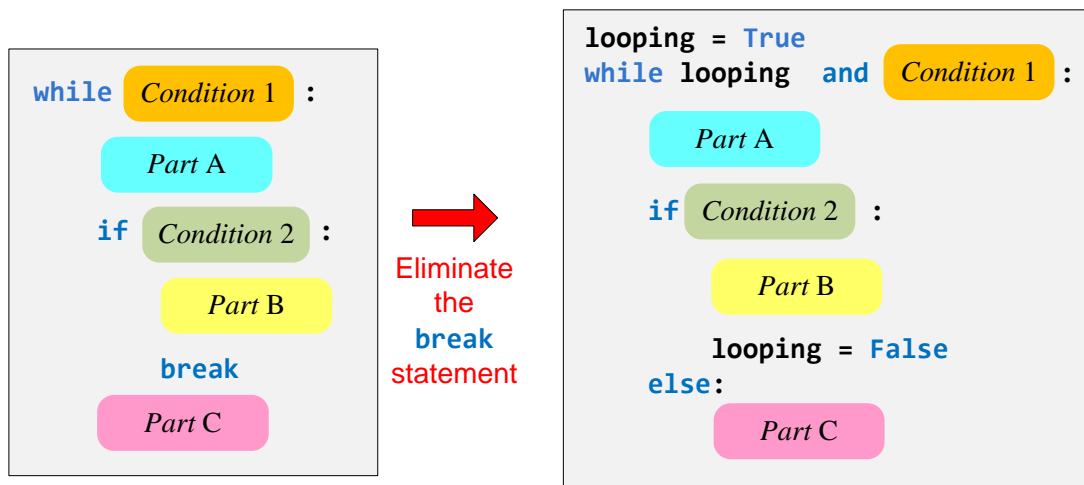 while Condition 1 :
Part A
if Condition 2 :
Part B
break
Part C
Eliminate
the
break
statement
looping = True
while looping and Condition 1 :
Part A
if Condition 2 :
Part B
looping = False
else:
Part C